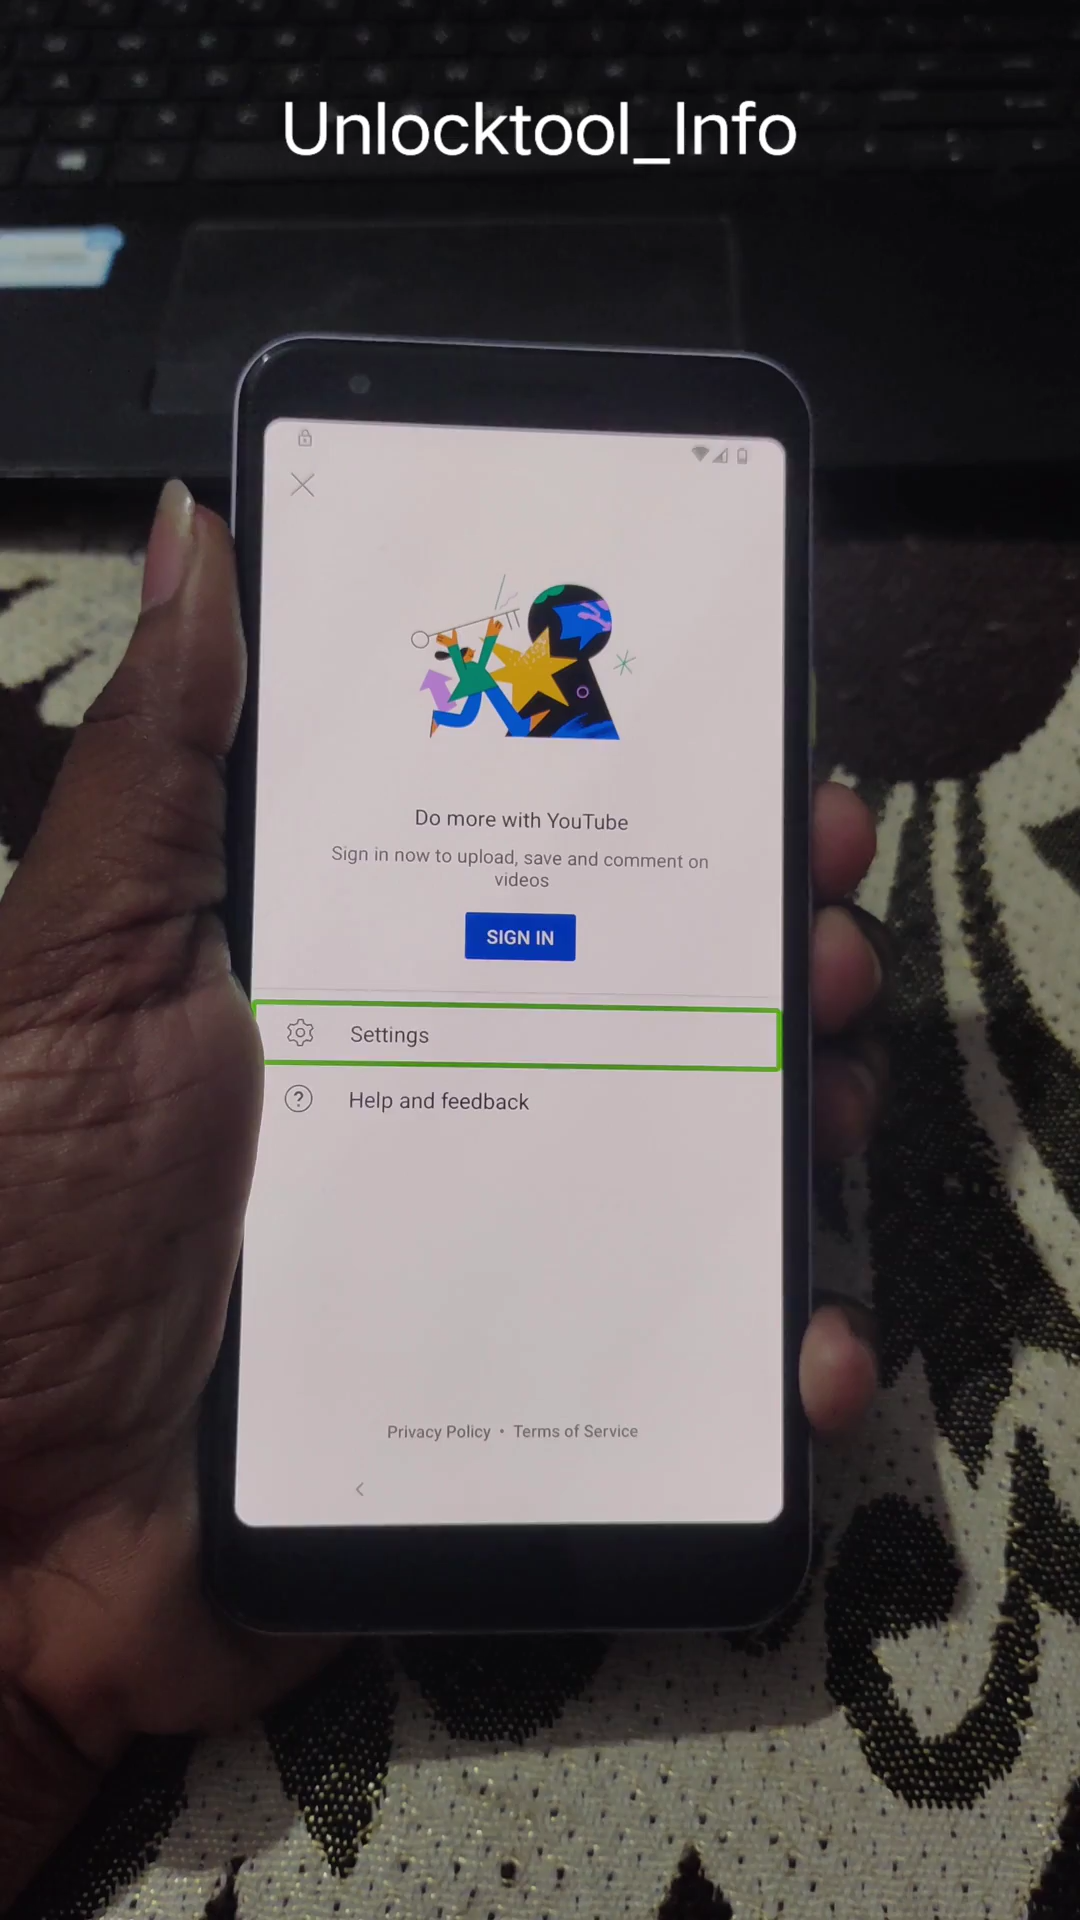 Unlocktool_Info
Do more with YouTube
Sign in now to upload, save and comment on
videos
SIGN IN
Settings
Help and feedback
Privacy Policy • Terms of Service